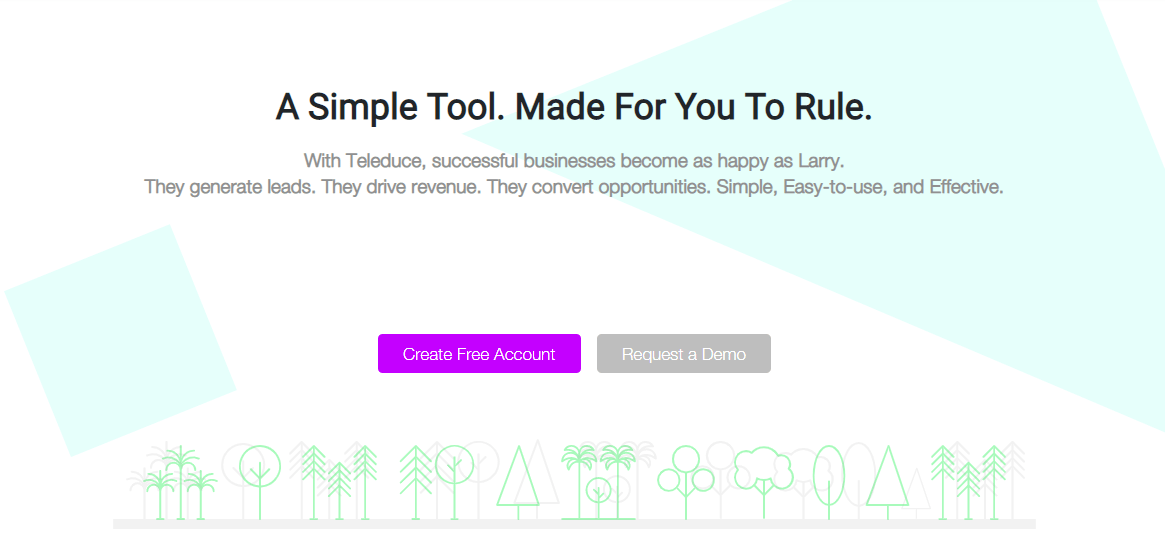 A Simple Tool. Made For You To Rule.
With Teleduce, successful businesses become as happy as Larry.
They generate leads. They drive revenue. They convert opportunities. Simple, Easy-to-use, and Effective.
Create Free Account
Request a Demo